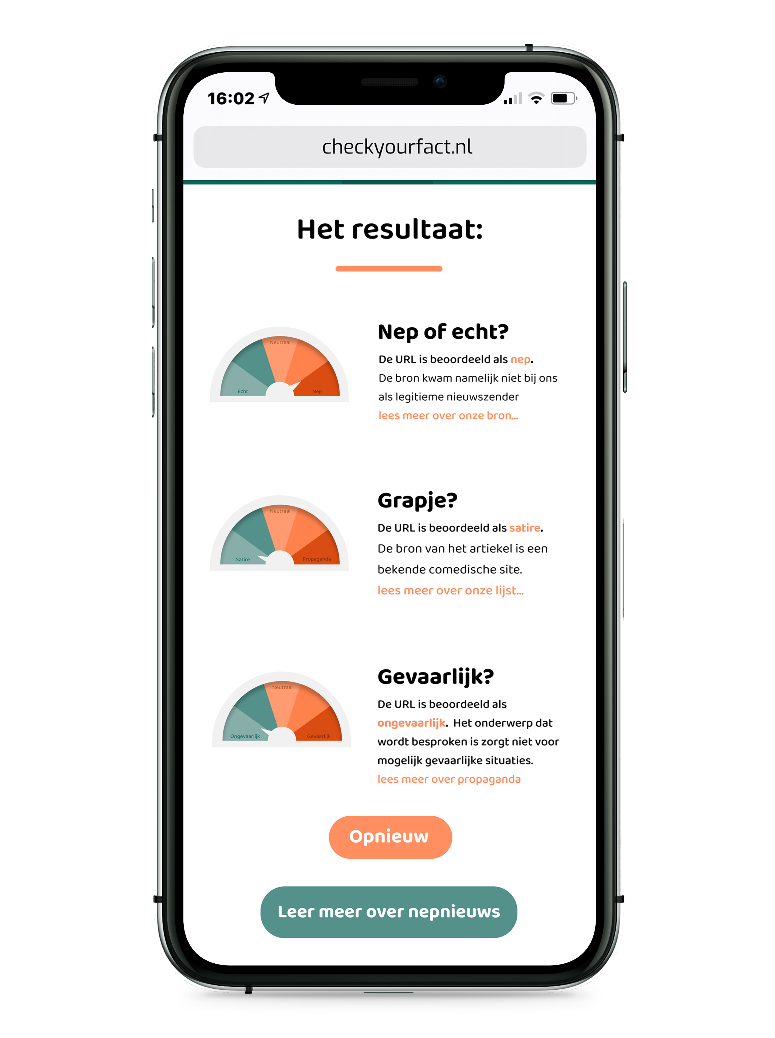 16:02
checkyourfact.nl
Het resultaat:
Neutraal
Echt
Nep
Nep of echt?
De URL is beoordeeld als nep.
De bron kwam namelijk niet bij ons
als legitieme nieuwszender
lees meer over onze bron...
Neutraal
Satire
Propaganda
Grapje?
De URL is beoordeeld als satire.
De bron van het artiekel is een
bekende comedische site.
lees meer over onze lijst...
Neutraal
Ongevaarlijk
Gevaarlijk
Gevaarlijk?
De URL is beoordeeld als
ongevaarlijk. Het onderwerp dat
wordt besproken is zorgt niet voor
mogelijk gevaarlijke situaties.
lees meer over propaganda
Opnieuw
Leer meer over nepnieuws